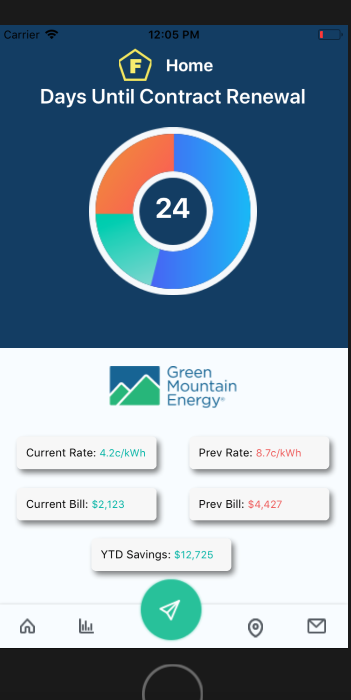 Carrier 12:05 PM
F Home
Days Until Contract Renewal
24
Green
Mountain
Energy®
Current Rate: 4.2c/kWh Prev Rate: 8.7c/kWh
Current Bill: $2,123 Prev Bill: $4,427
YTD Savings: $12,725